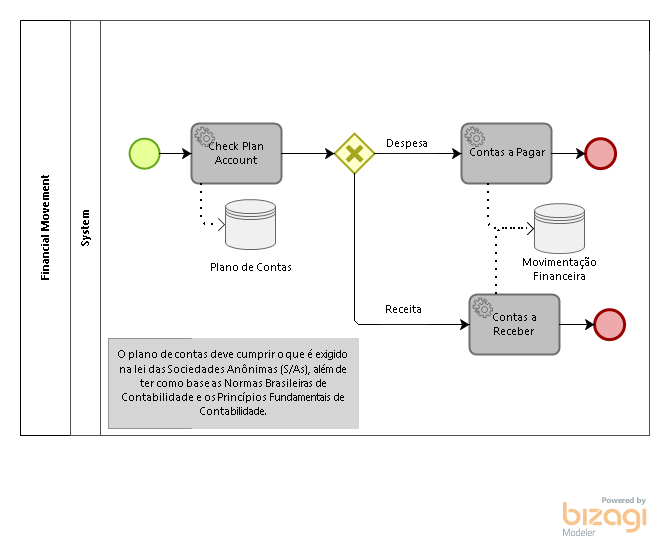 Financial Movement
System
Check Plan
Account
Despesa
Contas a Pagar
Plano de Contas
Movimentação
Financeira
Receita
Contas a
Receber
O plano de contas deve cumprir o que é exigido
na lei das Sociedades Anônimas (S/As), além de
ter como base as Normas Brasileiras de
Contabilidade e os Princípios Fundamentais de
Contabilidade.
Powered by
bizagi
Modeler